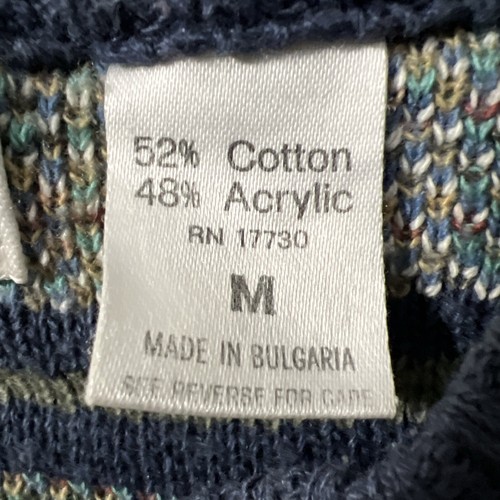 52% Cotton
48% Acrylic
RN 17730
M
MADE IN BULGARIA
SEE REVERSE FOR CARE